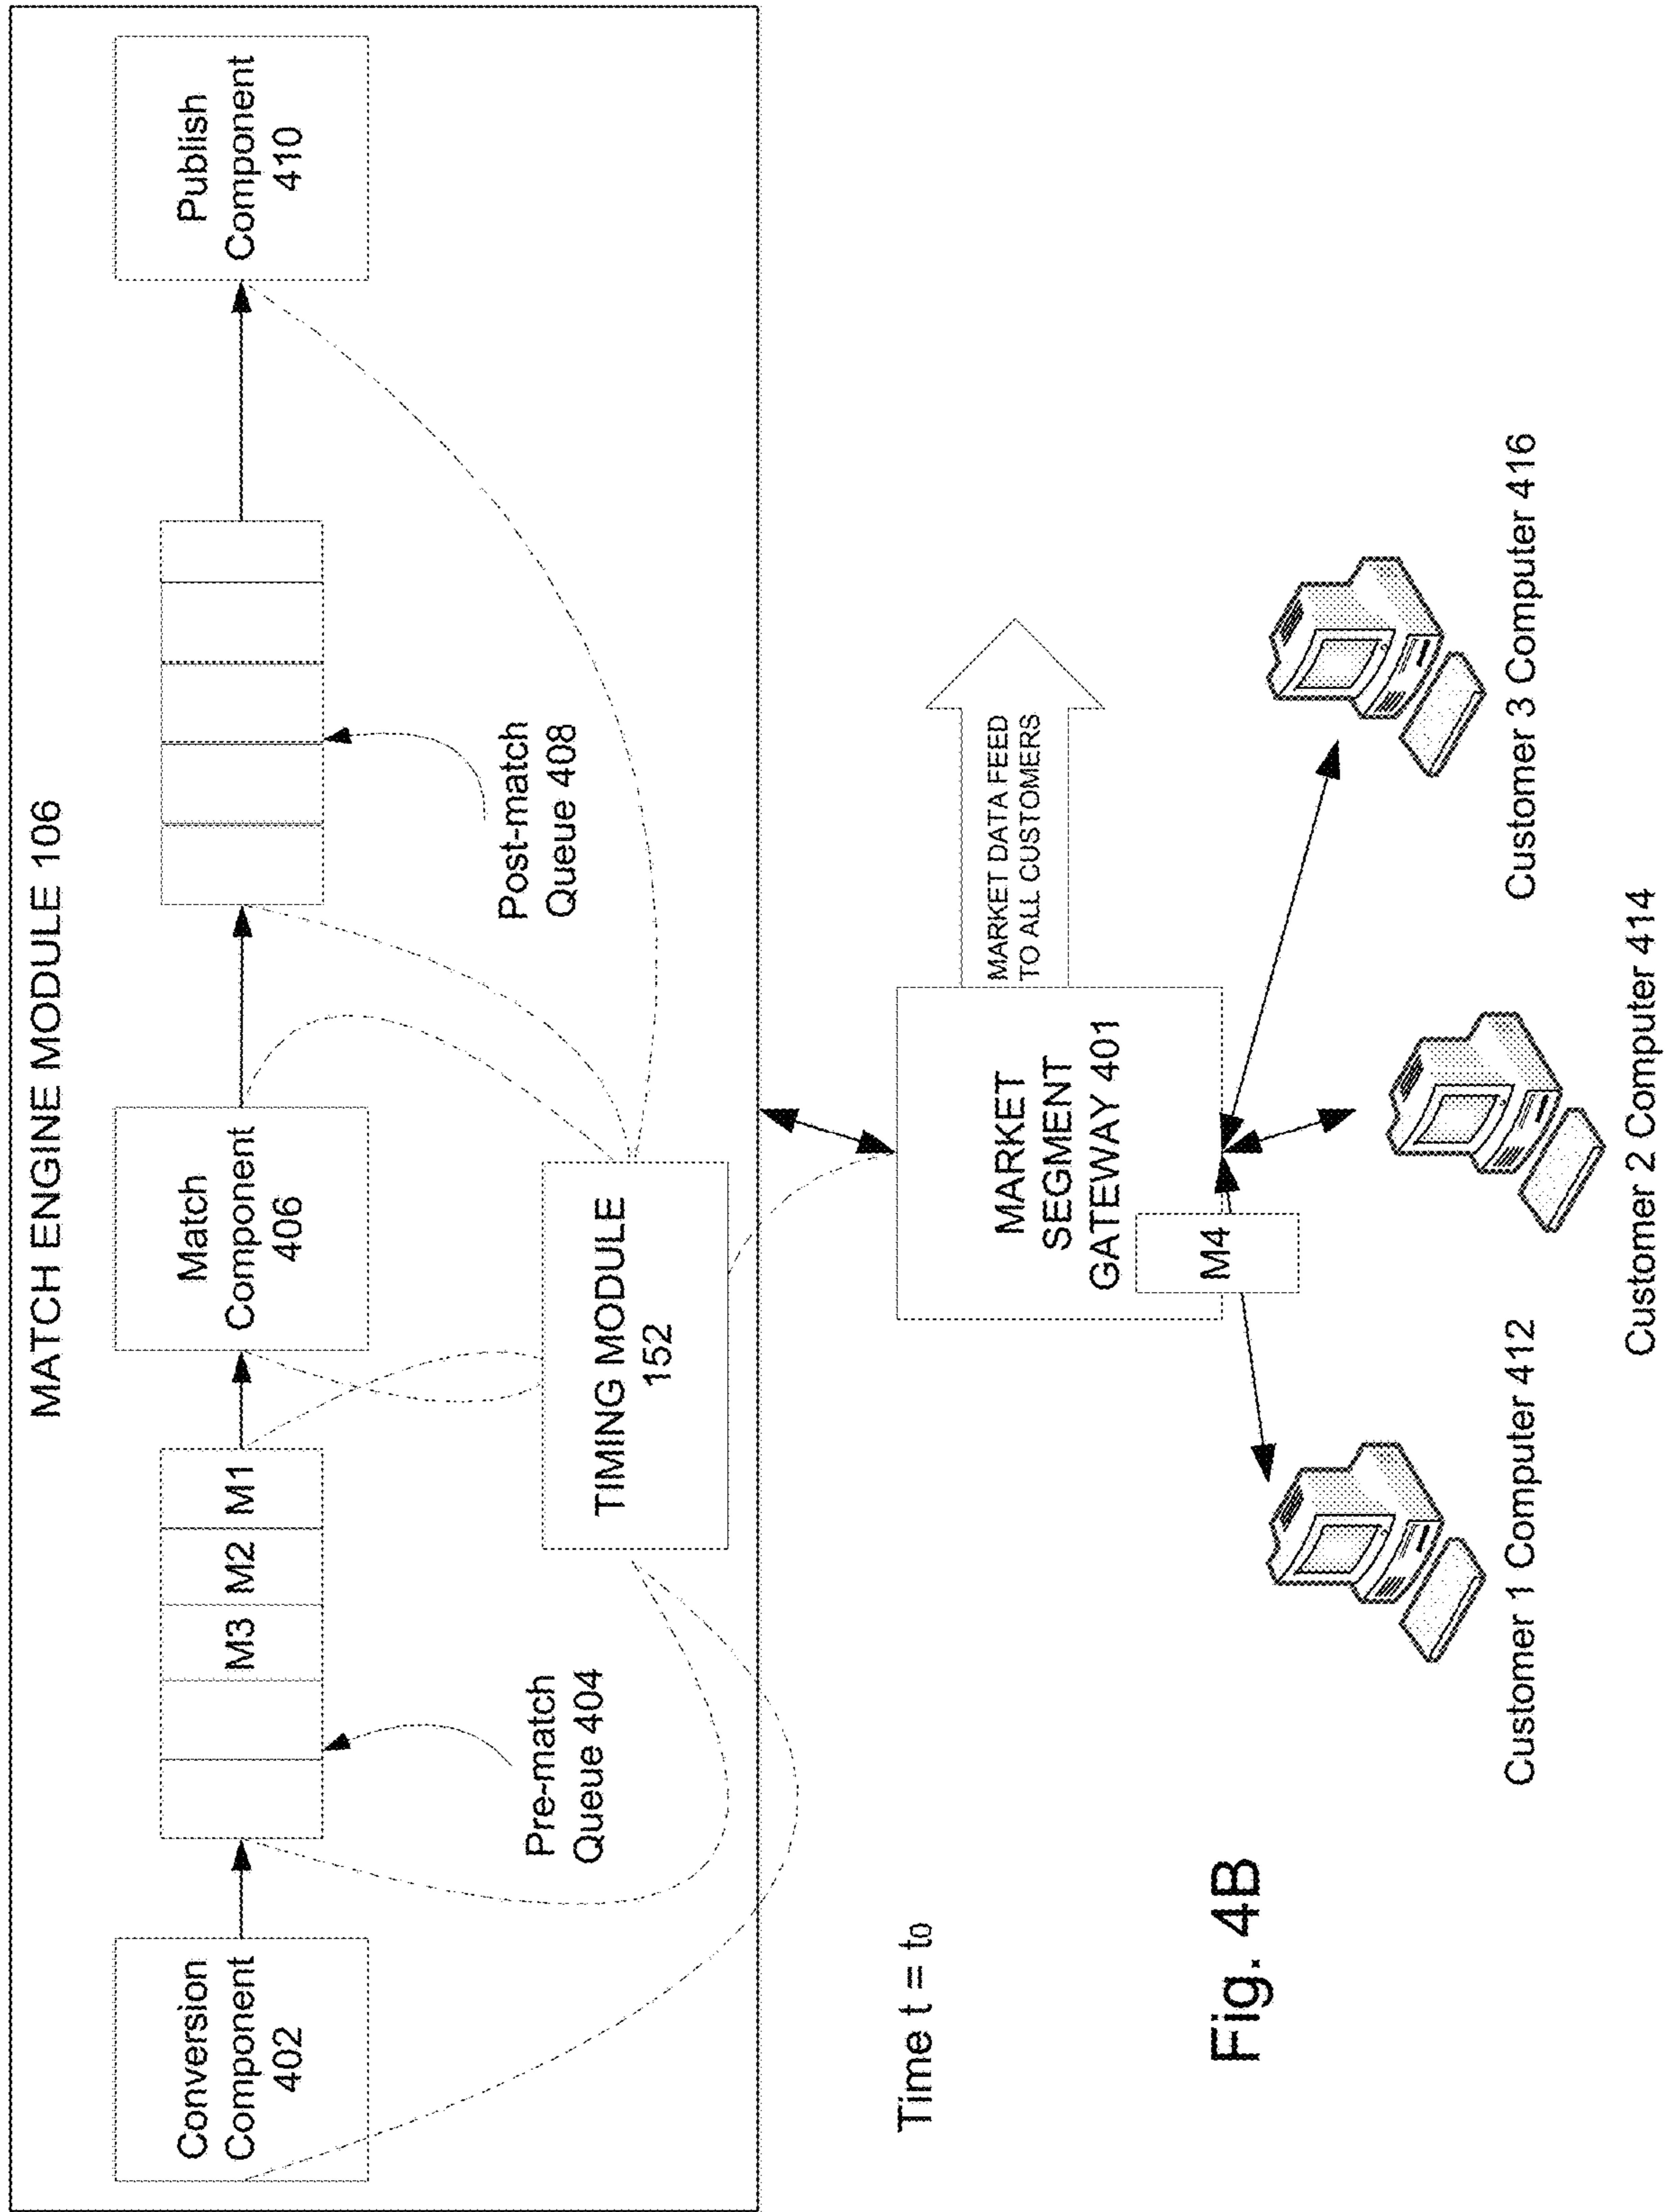 MATCH ENGINE MODULE 106
Conversion
Component
402
M3 M2 M1
Match
Component
406
Publish
Component
410
Pre-match
Queue 404
Post-match
Queue 408
TIMING MODULE
152
Time t = t0
MARKET
SEGMENT
GATEWAY 401
MARKET DATA FEED
TO ALL CUSTOMERS
M4
Customer 1 Computer 412
Customer 3 Computer 416
Customer 2 Computer 414
Fig. 4B